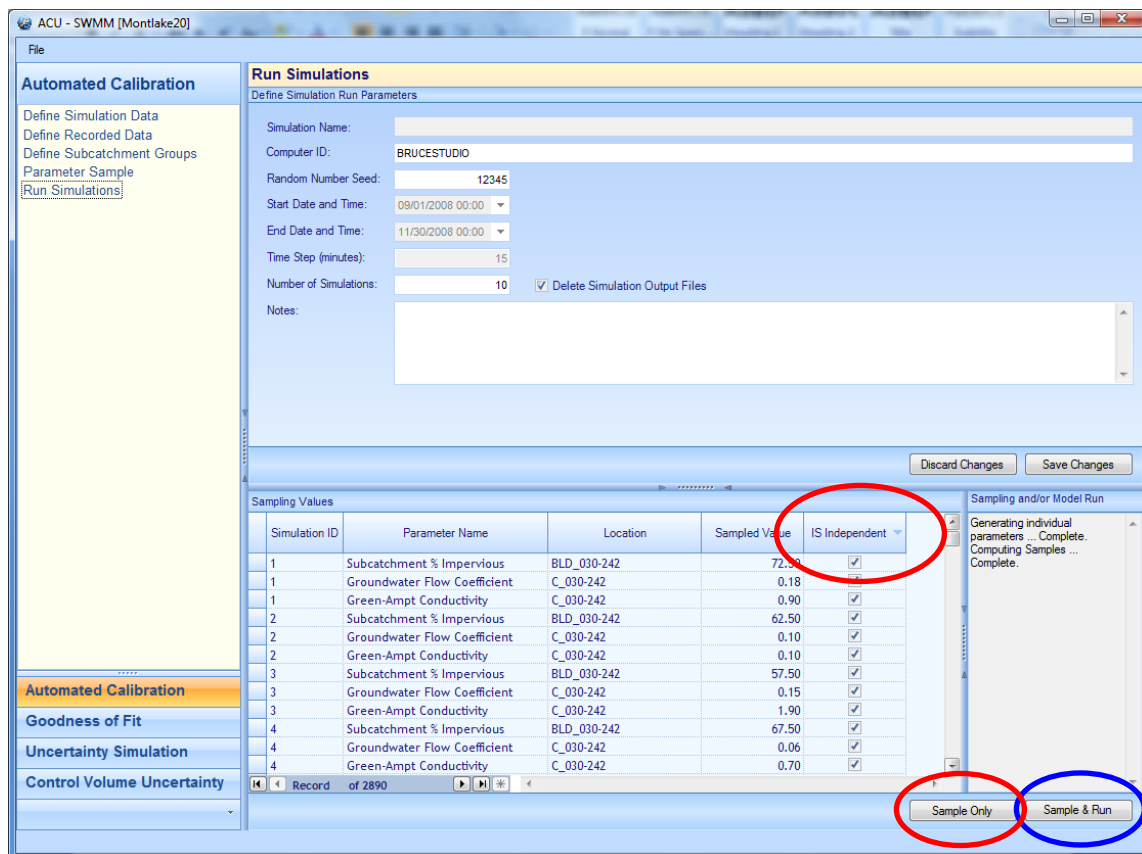 ACU - SWMM [Montlake20]
File
Automated Calibration
Define Simulation Data
Define Recorded Data
Define Subcatchment Groups
Parameter Sample
Run Simulations
Run Simulations
Define Simulation Run Parameters
Simulation Name:
Computer ID: BRUCESTUDIO
Random Number Seed: 12345
Start Date and Time: 09/01/2008 00:00
End Date and Time: 11/30/2008 00:00
Time Step (minutes): 15
Number of Simulations: 10 Delete Simulation Output Files
Notes:
Discard Changes Save Changes
Sampling Values
Simulation ID Parameter Name Location Sampled Value IS Independent
1 Subcatchment % Impervious BLD_030-242 72.50
1 Groundwater Flow Coefficient C_030-242 0.18
1 Green-Ampt Conductivity C_030-242 0.90
2 Subcatchment % Impervious BLD_030-242 62.50
2 Groundwater Flow Coefficient C_030-242 0.10
2 Green-Ampt Conductivity C_030-242 0.10
3 Subcatchment % Impervious BLD_030-242 57.50
3 Groundwater Flow Coefficient C_030-242 0.15
3 Green-Ampt Conductivity C_030-242 1.90
4 Subcatchment % Impervious BLD_030-242 67.50
4 Groundwater Flow Coefficient C_030-242 0.06
4 Green-Ampt Conductivity C_030-242 0.70
Record of 2890
Sampling and/or Model Run
Generating individual
parameters ... Complete.
Computing Samples ...
Complete.
Sample Only Sample & Run
Automated Calibration
Goodness of Fit
Uncertainty Simulation
Control Volume Uncertainty